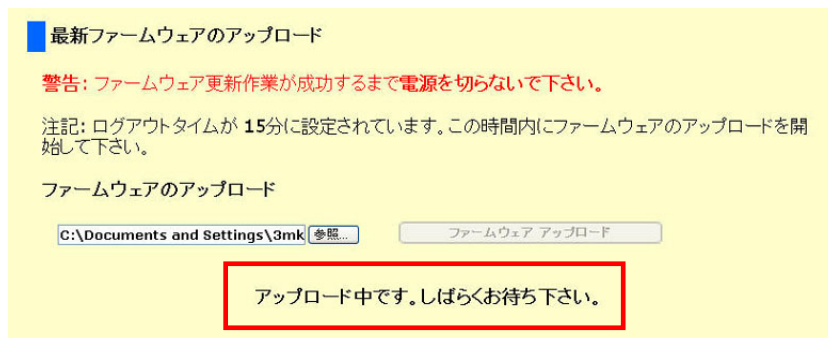 最新ファームウェアのアップロード
警告: ファームウェア更新作業が成功するまで電源を切らないで下さい。
注記: ログアウトタイムが 15分に設定されています。この時間内にファームウェアのアップロードを開
始して下さい。
ファームウェアのアップロード
C:\Documents and Settings\3mk 参照... ファームウェア アップロード
アップロード中です。しばらくお待ち下さい。